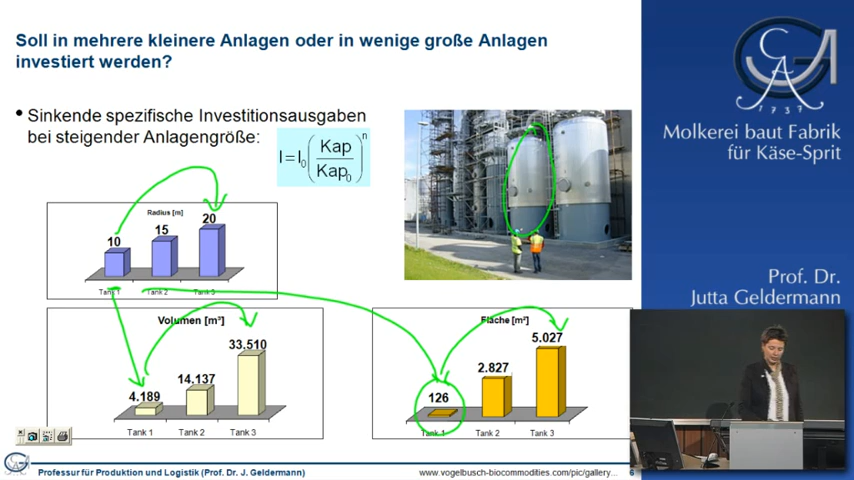 Soll in mehrere kleinere Anlagen oder in wenige große Anlagen
investiert werden?
• Sinkende spezifische Investitionsausgaben
bei steigender Anlagengröße:
I = I₀ (Kap / Kap₀)ⁿ
Radius [m]
10
15
20
Tank 1
Tank 2
Tank 3
Volumen [m³]
4.189
14.137
33.510
Tank 1
Tank 2
Tank 3
Fläche [m²]
126
2.827
5.027
Tank 1
Tank 2
Tank 3
Professur für Produktion und Logistik (Prof. Dr. J. Geldermann)
www.vogelbusch-biocommodities.com/pic/gallery...
6
1737
Molkerei baut Fabrik
für Käse-Sprit
Prof. Dr.
Jutta Geldermann